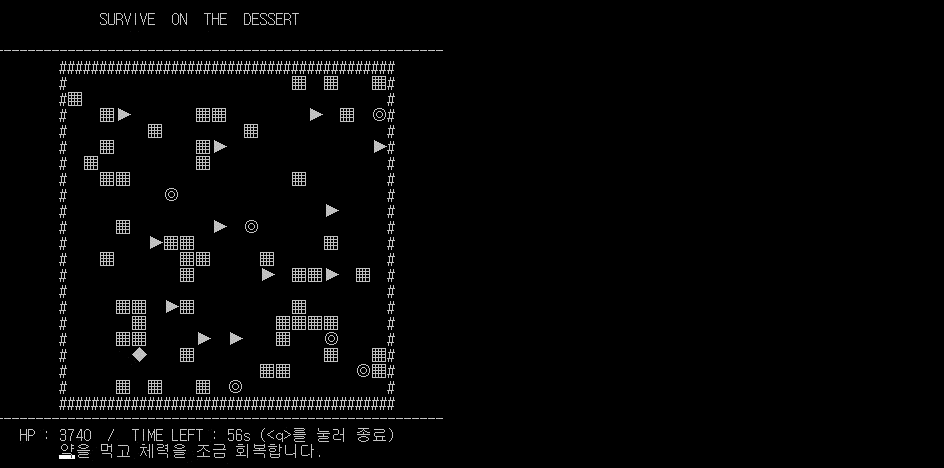 SURVIVE ON THE DESSERT
HP : 3740 / TIME LEFT : 56s (<q>를 눌러 종료)
약을 먹고 체력을 조금 회복합니다.